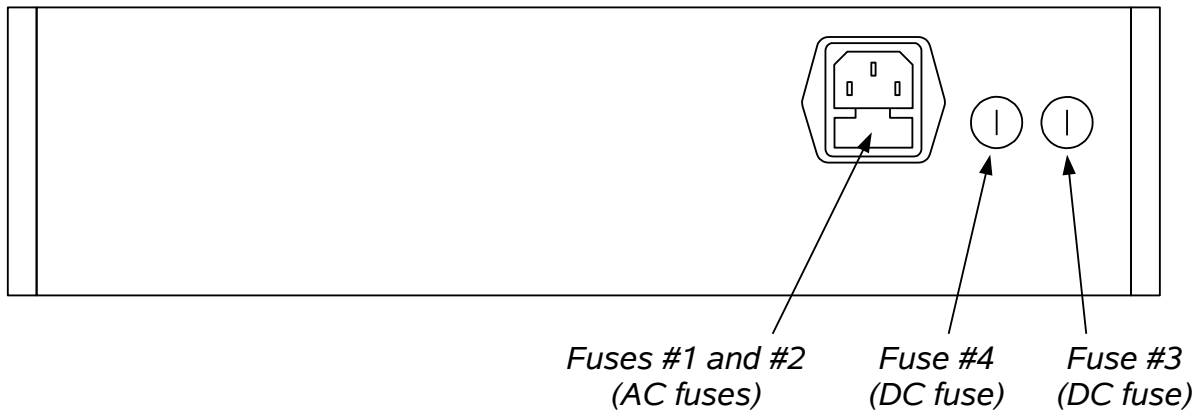 Fuses #1 and #2
(AC fuses)
Fuse #4
(DC fuse)
Fuse #3
(DC fuse)